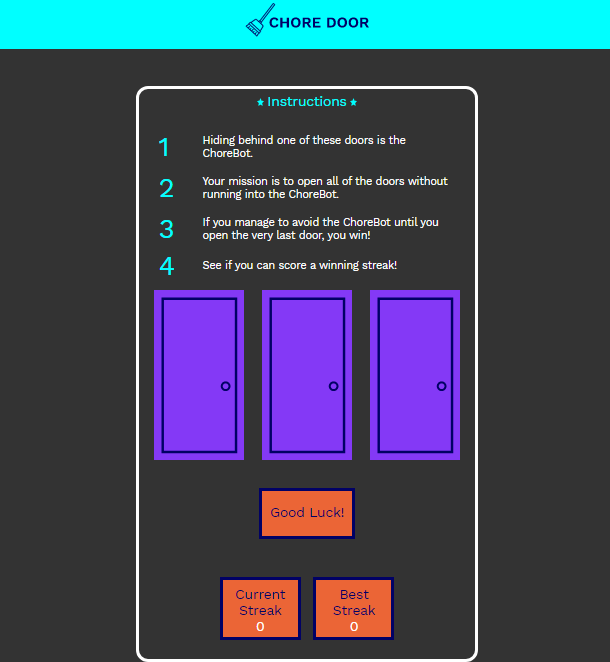 CHORE DOOR
Instructions
1 Hiding behind one of these doors is the
ChoreBot.
2 Your mission is to open all of the doors without
running into the ChoreBot.
3 If you manage to avoid the ChoreBot until you
open the very last door, you win!
4 See if you can score a winning streak!
Good Luck!
Current
Streak
0
Best
Streak
0